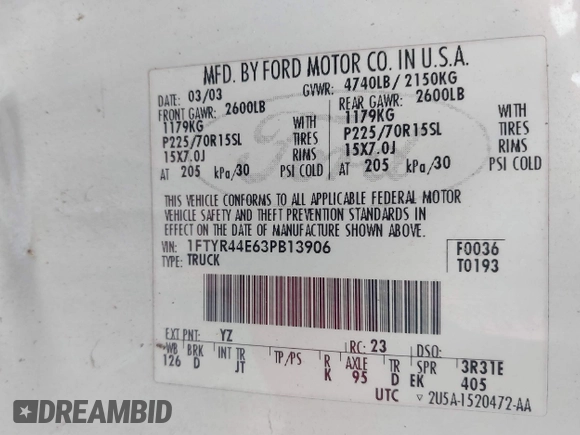 MFD. BY FORD MOTOR CO. IN U.S.A.
DATE: 03/03 GVWR: 4740LB/ 2150KG
FRONT GAWR: 2600LB REAR GAWR: 2600LB
1179KG WITH 1179KG WITH
P225/70R15SL TIRES P225/70R15SL TIRES
15X7.0J RIMS 15X7.0J RIMS
AT 205 kPa/30 PSI COLD AT 205 kPa/30 PSI COLD
Ford
THIS VEHICLE CONFORMS TO ALL APPLICABLE FEDERAL MOTOR
VEHICLE SAFETY AND THEFT PREVENTION STANDARDS IN
EFFECT ON THE DATE OF MANUFACTURE SHOWN ABOVE.
VIN: 1FTYR44E63PB13906 F0036
TYPE: TRUCK T0193
EXT PNT: YZ RC: 23 DSO:
WB BRK INT TR TP/PS R AXLE TR SPR 3R31E
126 D JT K 95 D EK 405
UTC ▽ 2U5A-1520472-AA
DREAMBID